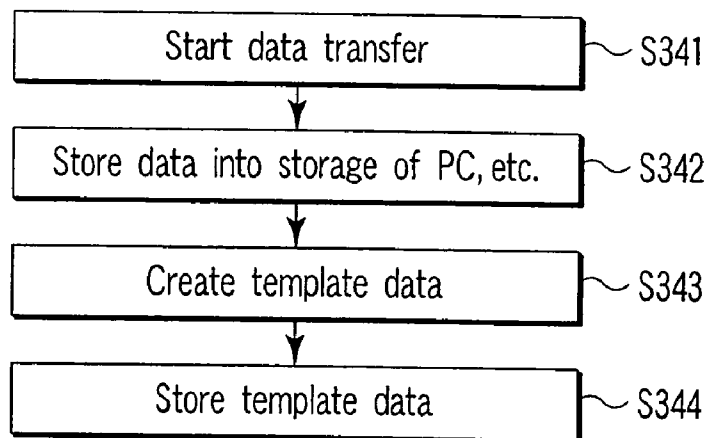 Start data transfer S341
Store data into storage of PC, etc. S342
Create template data S343
Store template data S344